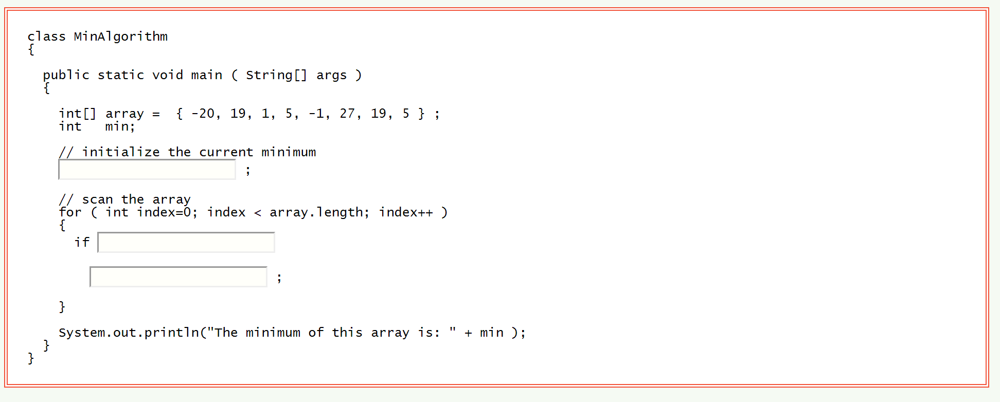 class MinAlgorithm
{
public static void main ( String[] args )
{
int[] array =  { -20, 19, 1, 5, -1, 27, 19, 5 } ;
int   min;
// initialize the current minimum
;
// scan the array
for ( int index=0; index < array.length; index++ )
{
if
;
}
System.out.println("The minimum of this array is: " + min );
}
}